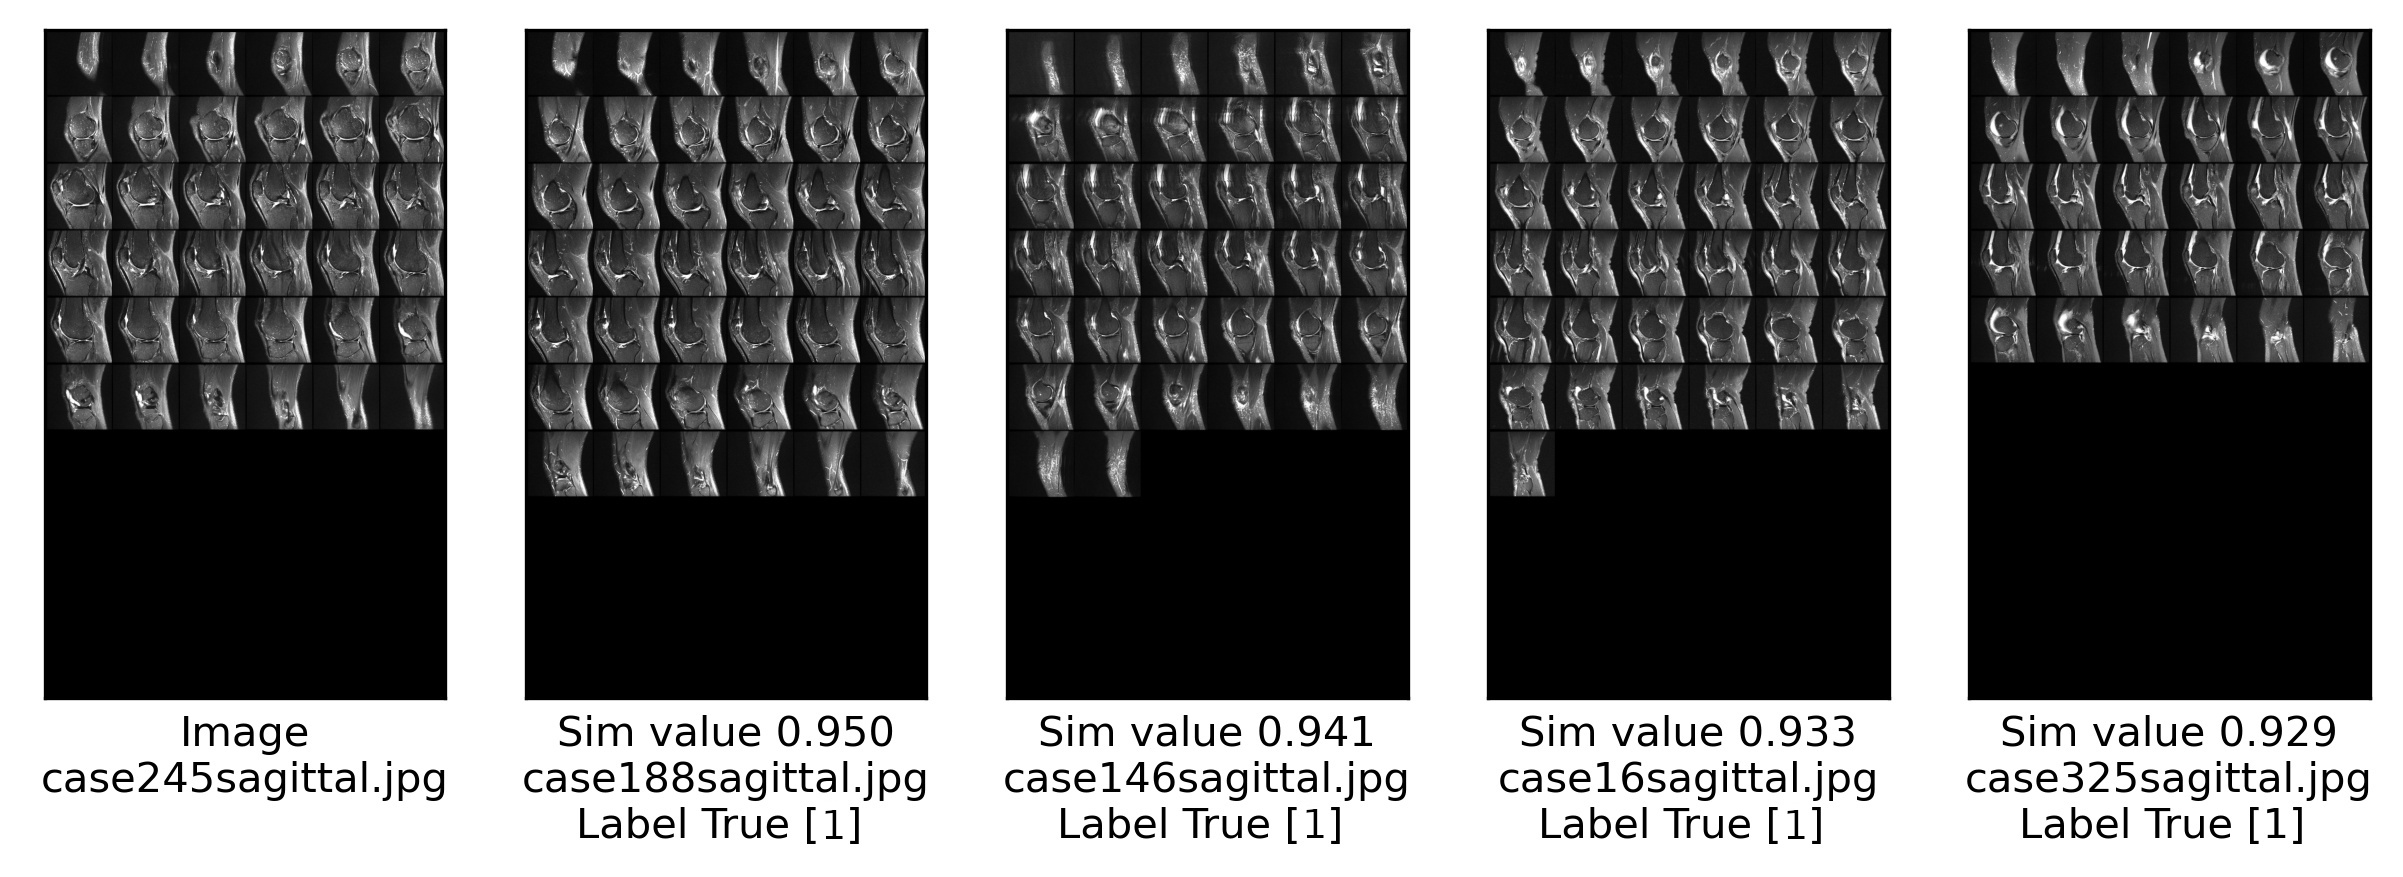 Image
case245sagittal.jpg
Sim value 0.950
case188sagittal.jpg
Label True [1]
Sim value 0.941
case146sagittal.jpg
Label True [1]
Sim value 0.933
case16sagittal.jpg
Label True [1]
Sim value 0.929
case325sagittal.jpg
Label True [1]